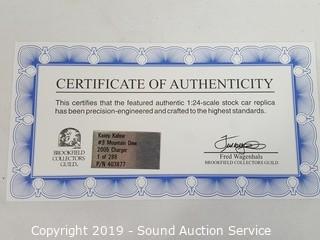 CERTIFICATE OF AUTHENTICITY
This certifies that the featured authentic 1:24-scale stock car replica
has been precision-engineered and crafted to the highest standards.
Kasey Kahne
#9 Mountain Dew
2005 Charger
1 of 288
P/N 403877
BROOKFIELD
COLLECTORS
GUILD
Fred Wagenhals
BROOKFIELD COLLECTORS GUILD
Copyright 2019 - Sound Auction Service